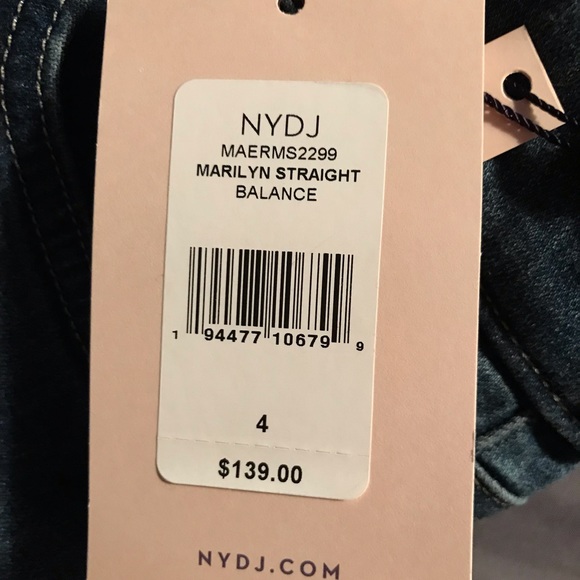 NYDJ
MAERMS2299
MARILYN STRAIGHT
BALANCE
1 94477 10679 9
4
$139.00
NYDJ.COM